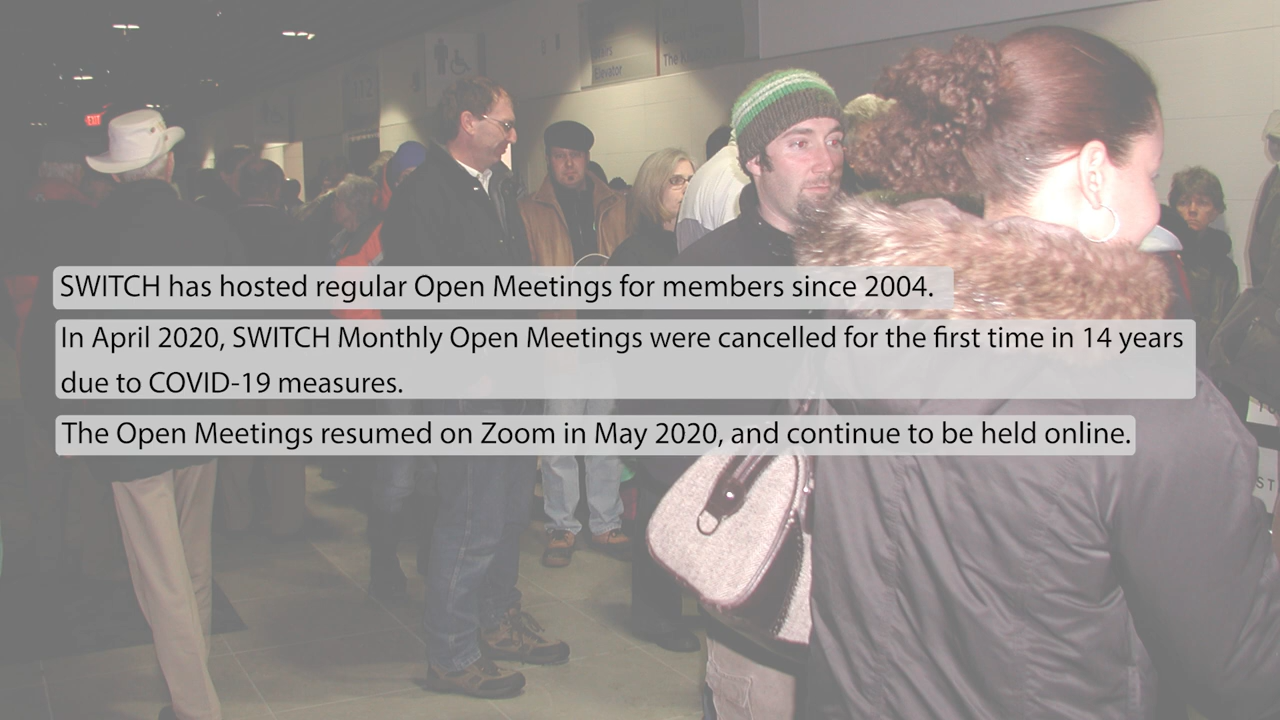 EXIT
Elevator
SWITCH has hosted regular Open Meetings for members since 2004.
In April 2020, SWITCH Monthly Open Meetings were cancelled for the first time in 14 years
due to COVID-19 measures.
The Open Meetings resumed on Zoom in May 2020, and continue to be held online.